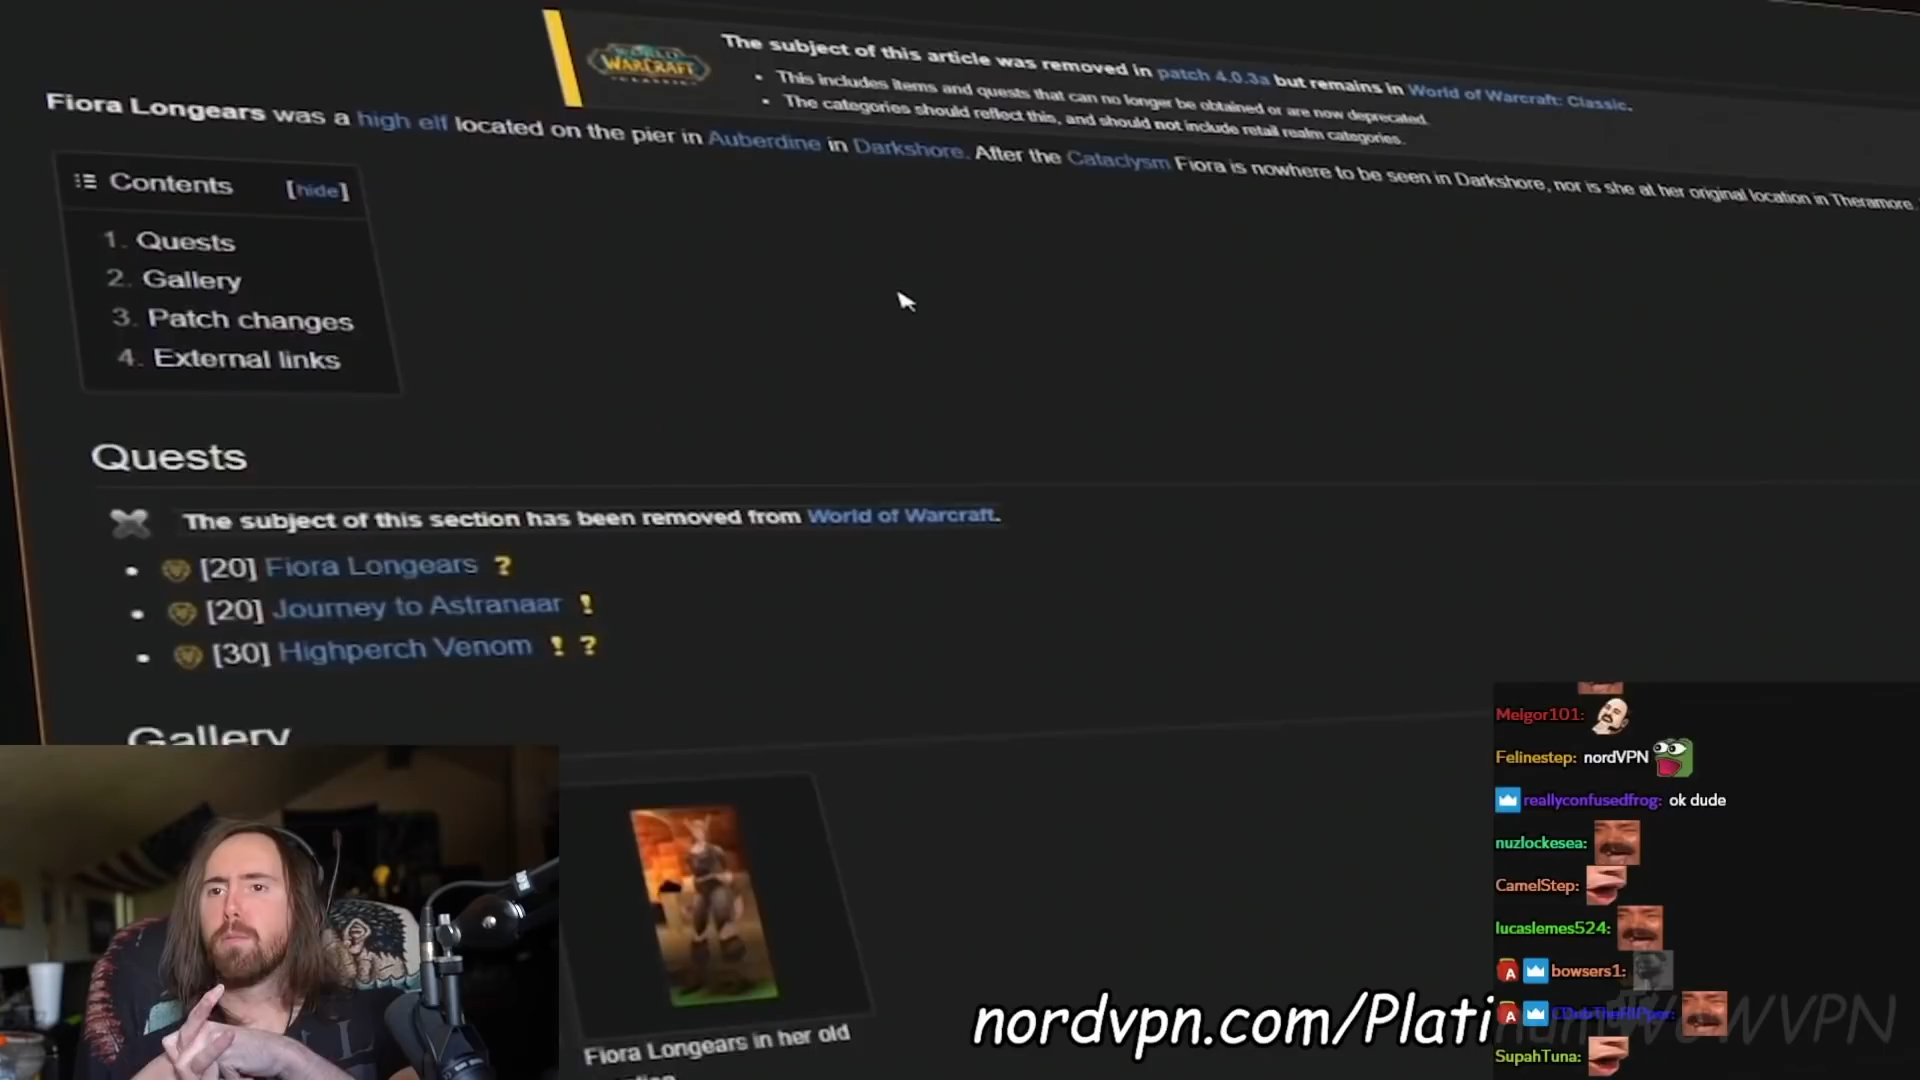 WORLD OF WARCRAFT CLASSIC
The subject of this article was removed in patch 4.0.3a but remains in World of Warcraft: Classic.
• This includes items and quests that can no longer be obtained or are now deprecated.
• The categories should reflect this, and should not include retail realm categories.
Fiora Longears was a high elf located on the pier in Auberdine in Darkshore. After the Cataclysm Fiora is nowhere to be seen in Darkshore, nor is she at her original location in Theramore.
Contents [hide]
1. Quests
2. Gallery
3. Patch changes
4. External links
Quests
The subject of this section has been removed from World of Warcraft.
• [20] Fiora Longears ?
• [20] Journey to Astranaar !
• [30] Highperch Venom ! ?
Gallery
Fiora Longears in her old
nordvpn.com/Plati WVPN
Melgor101:
Felinestep: nordVPN
reallyconfusedfrog: ok dude
nuzlockesea:
CamelStep:
lucaslemes524:
bowsers1:
CDubTheRIPper:
SupahTuna: